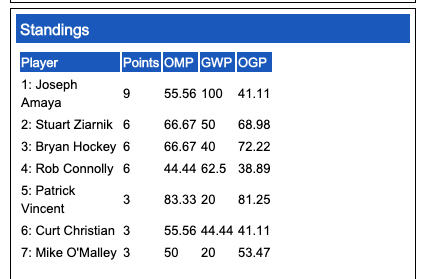 Standings
Player Points OMP GWP OGP
1: Joseph
Amaya 9 55.56 100 41.11
2: Stuart Ziarnik 6 66.67 50 68.98
3: Bryan Hockey 6 66.67 40 72.22
4: Rob Connolly 6 44.44 62.5 38.89
5: Patrick
Vincent 3 83.33 20 81.25
6: Curt Christian 3 55.56 44.44 41.11
7: Mike O'Malley 3 50 20 53.47